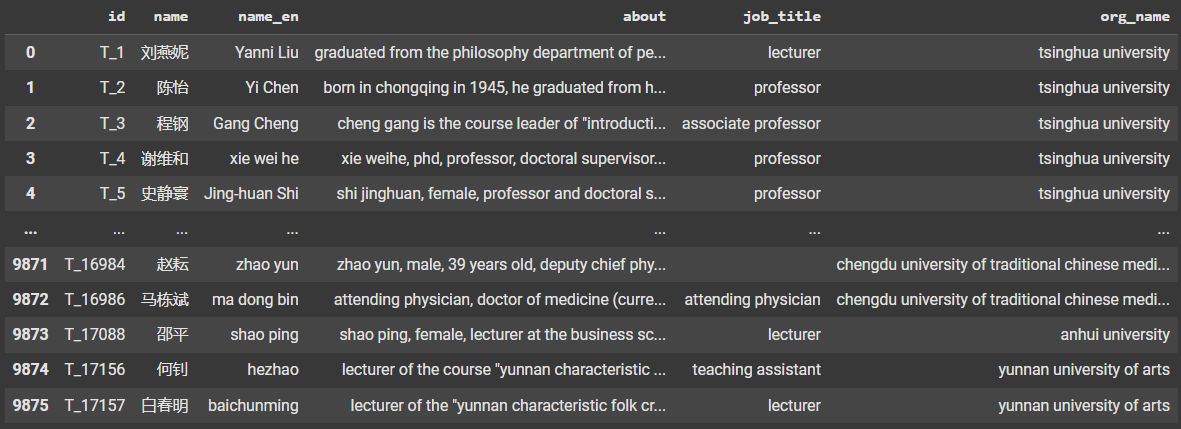 id name name_en about job_title org_name
0 T_1 刘燕妮 Yanni Liu graduated from the philosophy department of pe... lecturer tsinghua university
1 T_2 陈怡 Yi Chen born in chongqing in 1945, he graduated from h... professor tsinghua university
2 T_3 程钢 Gang Cheng cheng gang is the course leader of "introducti... associate professor tsinghua university
3 T_4 谢维和 xie wei he xie weihe, phd, professor, doctoral supervisor... professor tsinghua university
4 T_5 史静寰 Jing-huan Shi shi jinghuan, female, professor and doctoral s... professor tsinghua university
... ... ... ... ... ... ...
9871 T_16984 赵耘 zhao yun zhao yun, male, 39 years old, deputy chief phy... chengdu university of traditional chinese medi...
9872 T_16986 马栋斌 ma dong bin attending physician, doctor of medicine (curre... attending physician chengdu university of traditional chinese medi...
9873 T_17088 邵平 shao ping shao ping, female, lecturer at the business sc... lecturer anhui university
9874 T_17156 何钊 hezhao lecturer of the course "yunnan characteristic ... teaching assistant yunnan university of arts
9875 T_17157 白春明 baichunming lecturer of the "yunnan characteristic folk cr... lecturer yunnan university of arts